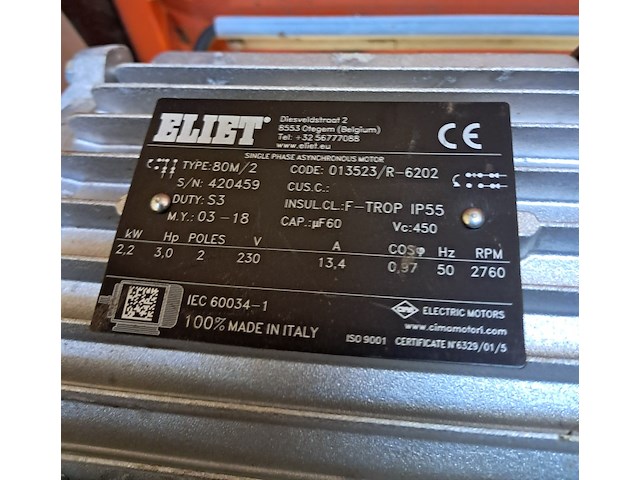 ELIET®
Diesveldstraat 2
8553 Otegem (Belgium)
Tel: +32 56777088
www.eliet.eu
CE
SINGLE PHASE ASYNCHRONOUS MOTOR
TYPE:80M/2 CODE: 013523/R-6202
S/N: 420459 CUS.C.:
DUTY: S3 INSUL.CL.:F-TROP IP55
M.Y.: 03-18 CAP.:µF60 Vc:450
kW Hp POLES V A COSφ Hz RPM
2,2 3,0 2 230 13,4 0,97 50 2760
IEC 60034-1
100% MADE IN ITALY
CIMA ELECTRIC MOTORS
www.cimamotori.com
ISO 9001 CERTIFICATE N°6329/01/5